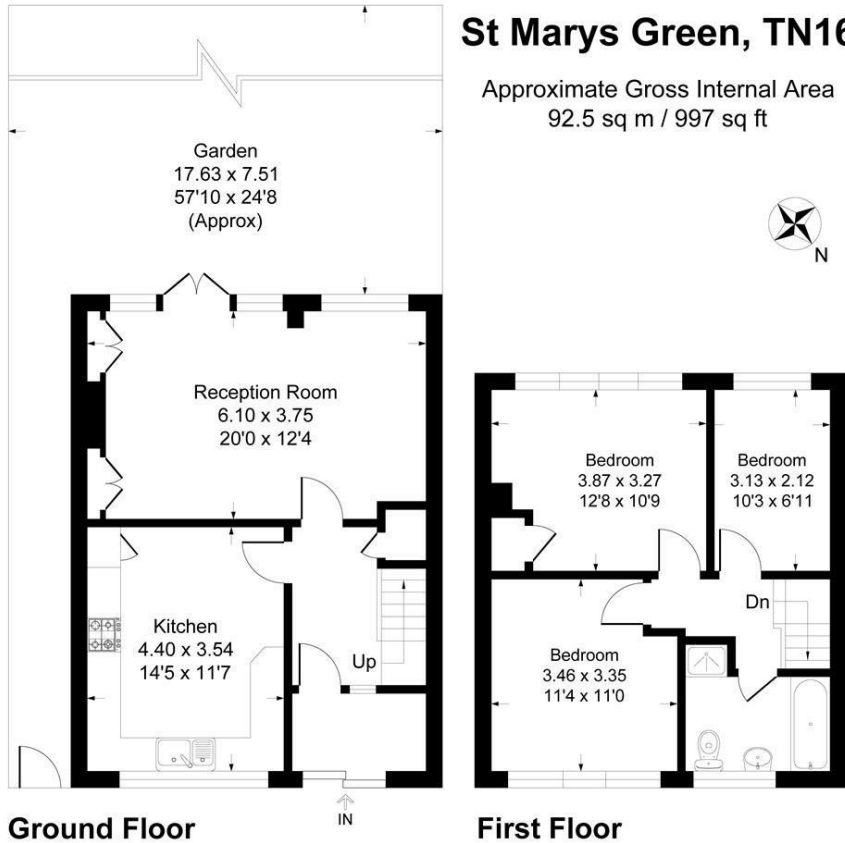 St Marys Green, TN16
Approximate Gross Internal Area
92.5 sq m / 997 sq ft
N
Garden
17.63 x 7.51
57'10 x 24'8
(Approx)
Reception Room
6.10 x 3.75
20'0 x 12'4
Kitchen
4.40 x 3.54
14'5 x 11'7
Up
IN
Ground Floor
Bedroom
3.87 x 3.27
12'8 x 10'9
Bedroom
3.13 x 2.12
10'3 x 6'11
Dn
Bedroom
3.46 x 3.35
11'4 x 11'0
First Floor